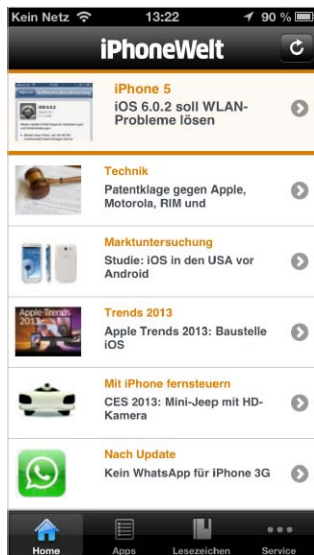 Kein Netz 13:22 90 %
iPhoneWelt
iPhone 5
iOS 6.0.2 soll WLAN-
Probleme lösen
Technik
Patentklage gegen Apple,
Motorola, RIM und
Marktuntersuchung
Studie: iOS in den USA vor
Android
Apple-Trends
2013
Trends 2013
Apple Trends 2013: Baustelle
iOS
Mit iPhone fernsteuern
CES 2013: Mini-Jeep mit HD-
Kamera
Nach Update
Kein WhatsApp für iPhone 3G
Home Apps Lesezeichen Service